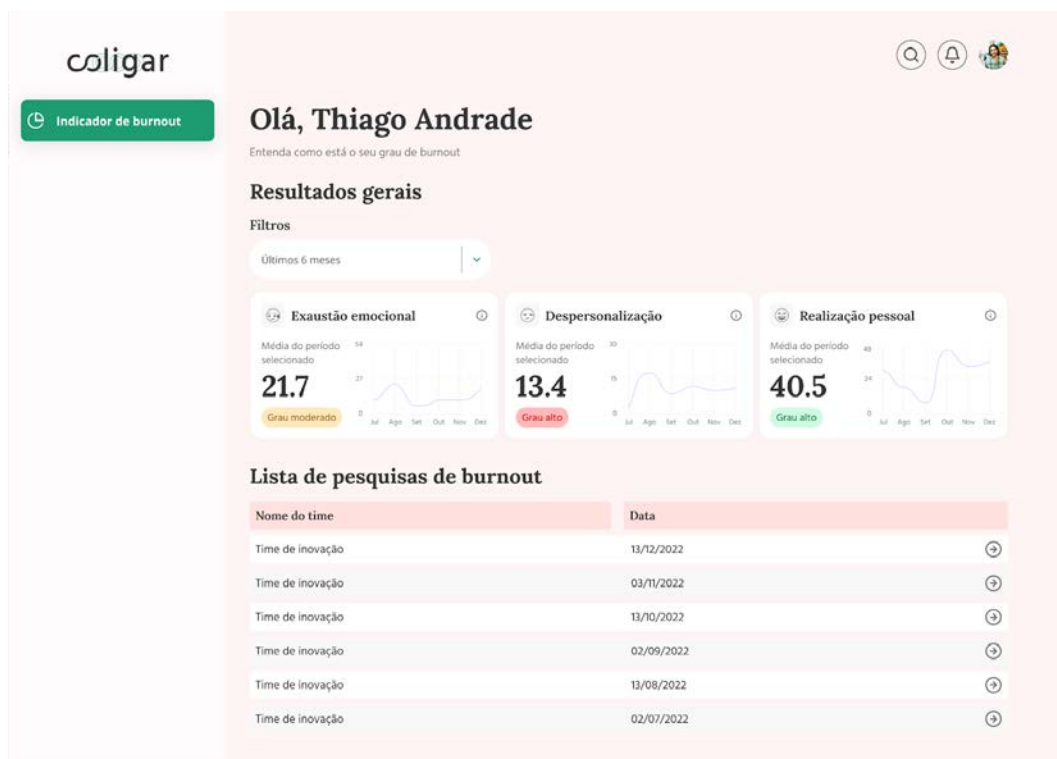 coligar
Indicador de burnout
Olá, Thiago Andrade
Entenda como está o seu grau de burnout
Resultados gerais
Filtros
Últimos 6 meses
Exaustão emocional
Média do período
selecionado
21.7
Grau moderado
54
27
0
Jul Ago Set Out Nov Dez
Despersonalização
Média do período
selecionado
13.4
Grau alto
30
15
0
Jul Ago Set Out Nov Dez
Realização pessoal
Média do período
selecionado
40.5
Grau alto
48
24
0
Jul Ago Set Out Nov Dez
Lista de pesquisas de burnout
Nome do time Data
Time de inovação 13/12/2022
Time de inovação 03/11/2022
Time de inovação 13/10/2022
Time de inovação 02/09/2022
Time de inovação 13/08/2022
Time de inovação 02/07/2022